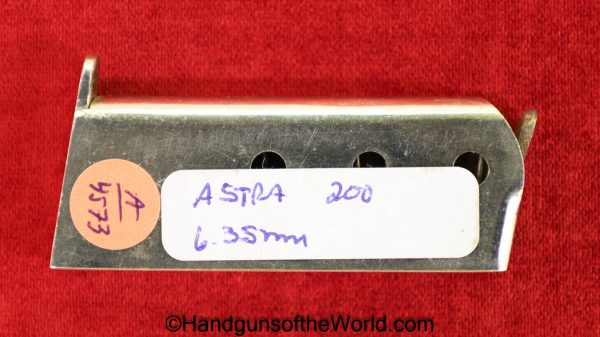 A
4573
ASTRA 200
6.35mm
©HandgunsoftheWorld.com